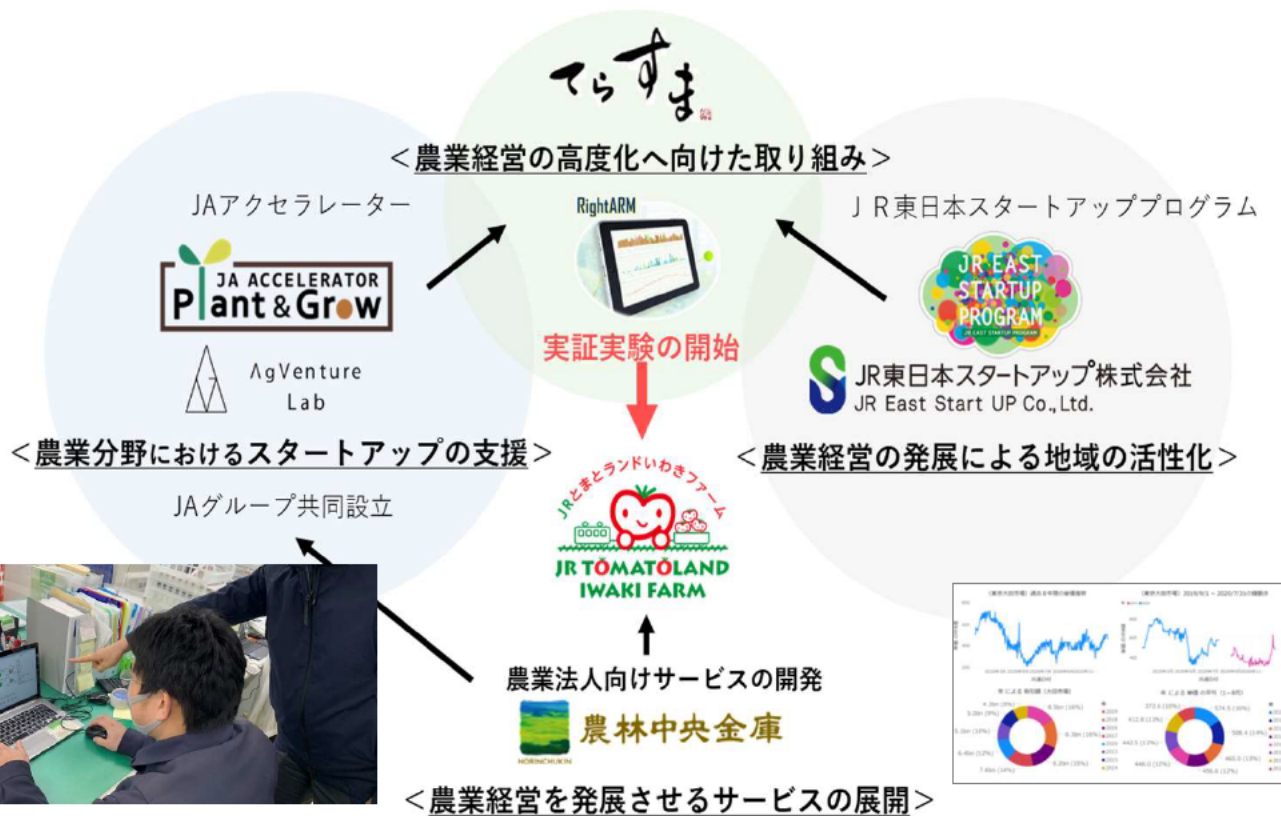 てらすま
<農業経営の高度化へ向けた取り組み>
JAアクセラレーター
JA ACCELERATOR
Plant & Grow
AgVenture
Lab
<農業分野におけるスタートアップの支援>
JAグループ共同設立
RightARM
実証実験の開始
JR東日本スタートアッププログラム
JR EAST
STARTUP
PROGRAM
JR EAST STARTUP PROGRAM
JR東日本スタートアップ株式会社
JR East Start UP Co.,Ltd.
<農業経営の発展による地域の活性化>
JRとまとランドいわきファーム
JR TOMATOLAND
IWAKI FARM
農業法人向けサービスの開発
農林中央金庫
NORINCHUKIN
<農業経営を発展させるサービスの展開>